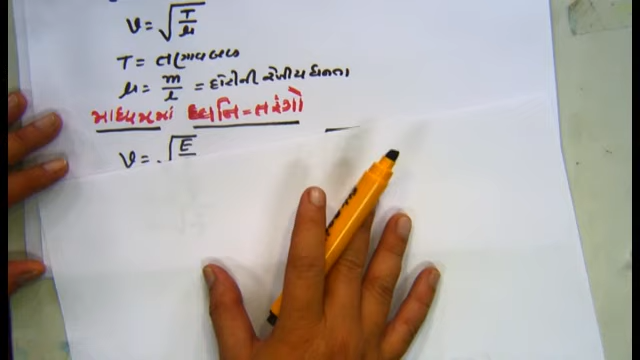 v = √(T/μ)
T = તણાવબળ
μ = m/l = દોરીની રેખીય ઘનતા
માધ્યમમાં ધ્વનિ-તરંગો
v = √E